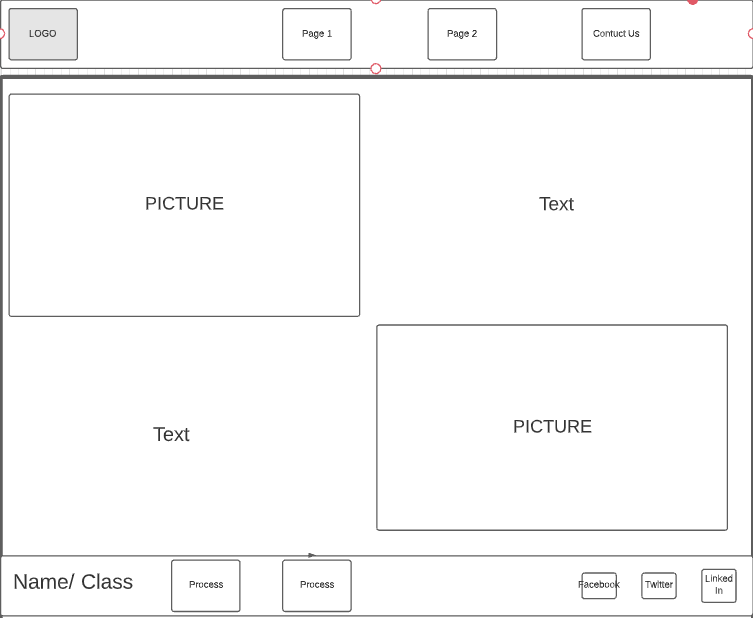 LOGO
Page 1
Page 2
Contuct Us
PICTURE
Text
Text
PICTURE
Name/ Class
Process
Process
Facebook
Twitter
Linked
In